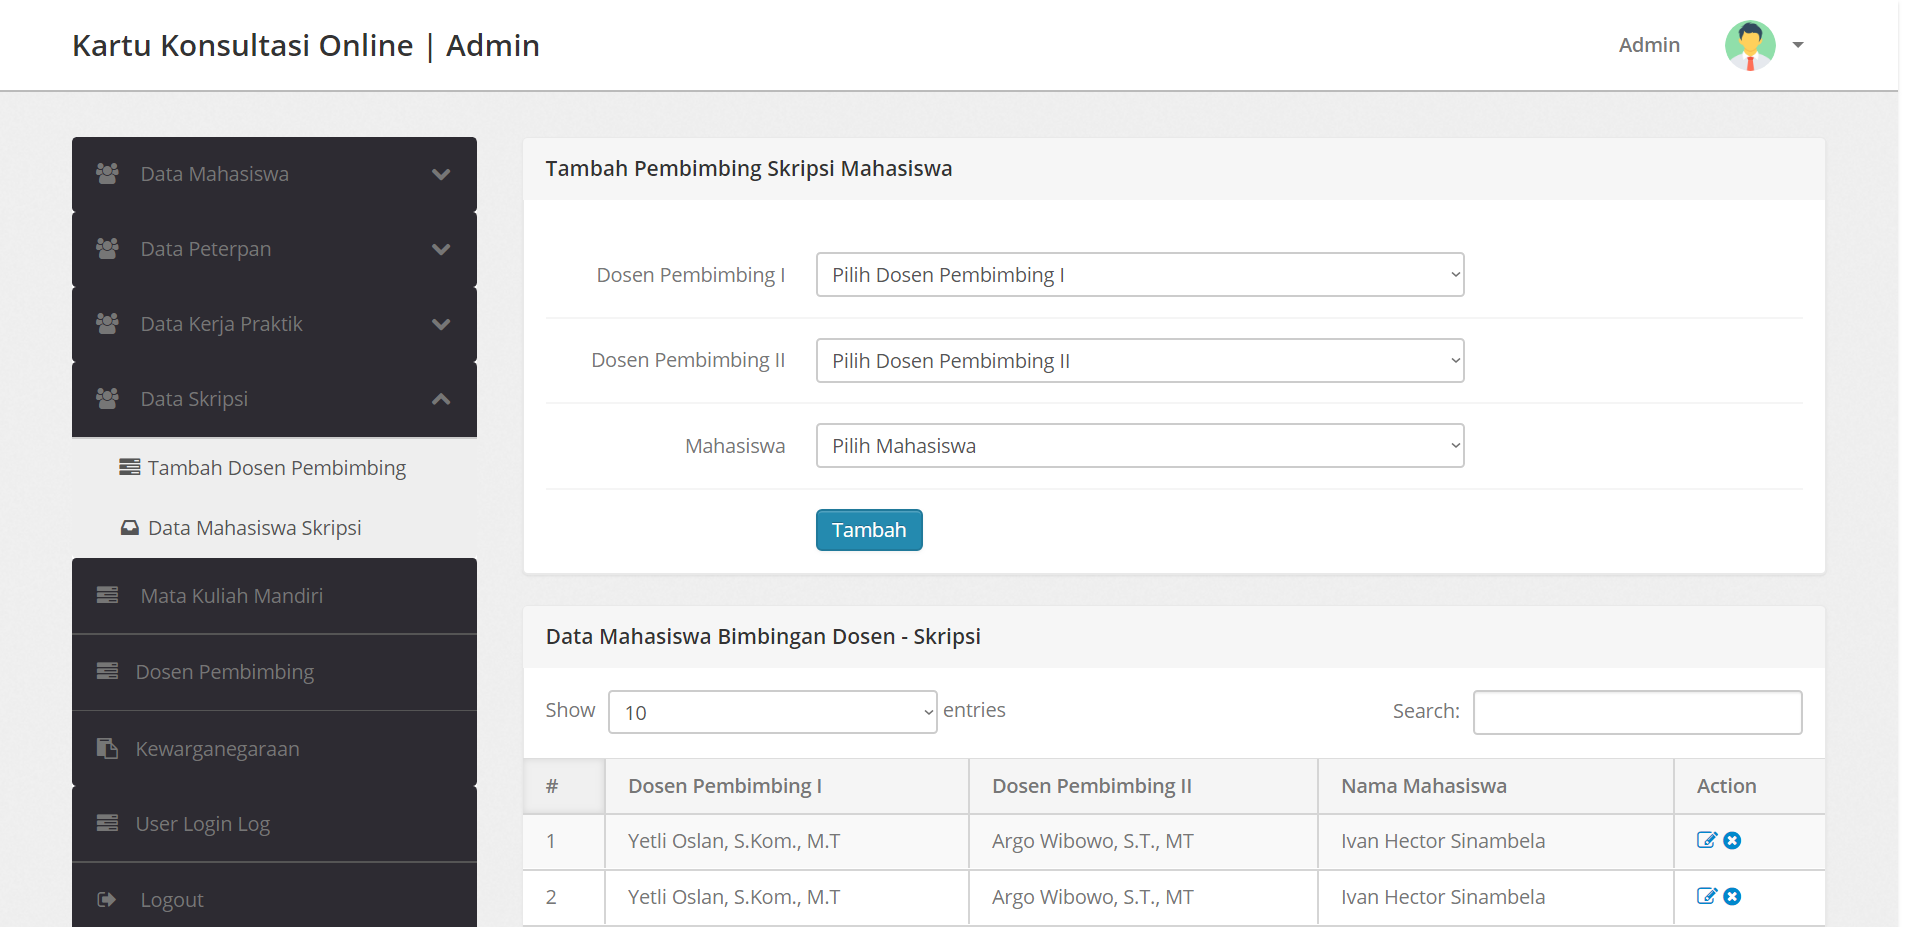 Kartu Konsultasi Online | Admin
Admin
Data Mahasiswa
Data Peterpan
Data Kerja Praktik
Data Skripsi
Tambah Dosen Pembimbing
Data Mahasiswa Skripsi
Mata Kuliah Mandiri
Dosen Pembimbing
Kewarganegaraan
User Login Log
Logout
Tambah Pembimbing Skripsi Mahasiswa
Dosen Pembimbing I Pilih Dosen Pembimbing I
Dosen Pembimbing II Pilih Dosen Pembimbing II
Mahasiswa Pilih Mahasiswa
Tambah
Data Mahasiswa Bimbingan Dosen - Skripsi
Show 10 entries Search:
# Dosen Pembimbing I Dosen Pembimbing II Nama Mahasiswa Action
1 Yetli Oslan, S.Kom., M.T Argo Wibowo, S.T., MT Ivan Hector Sinambela
2 Yetli Oslan, S.Kom., M.T Argo Wibowo, S.T., MT Ivan Hector Sinambela